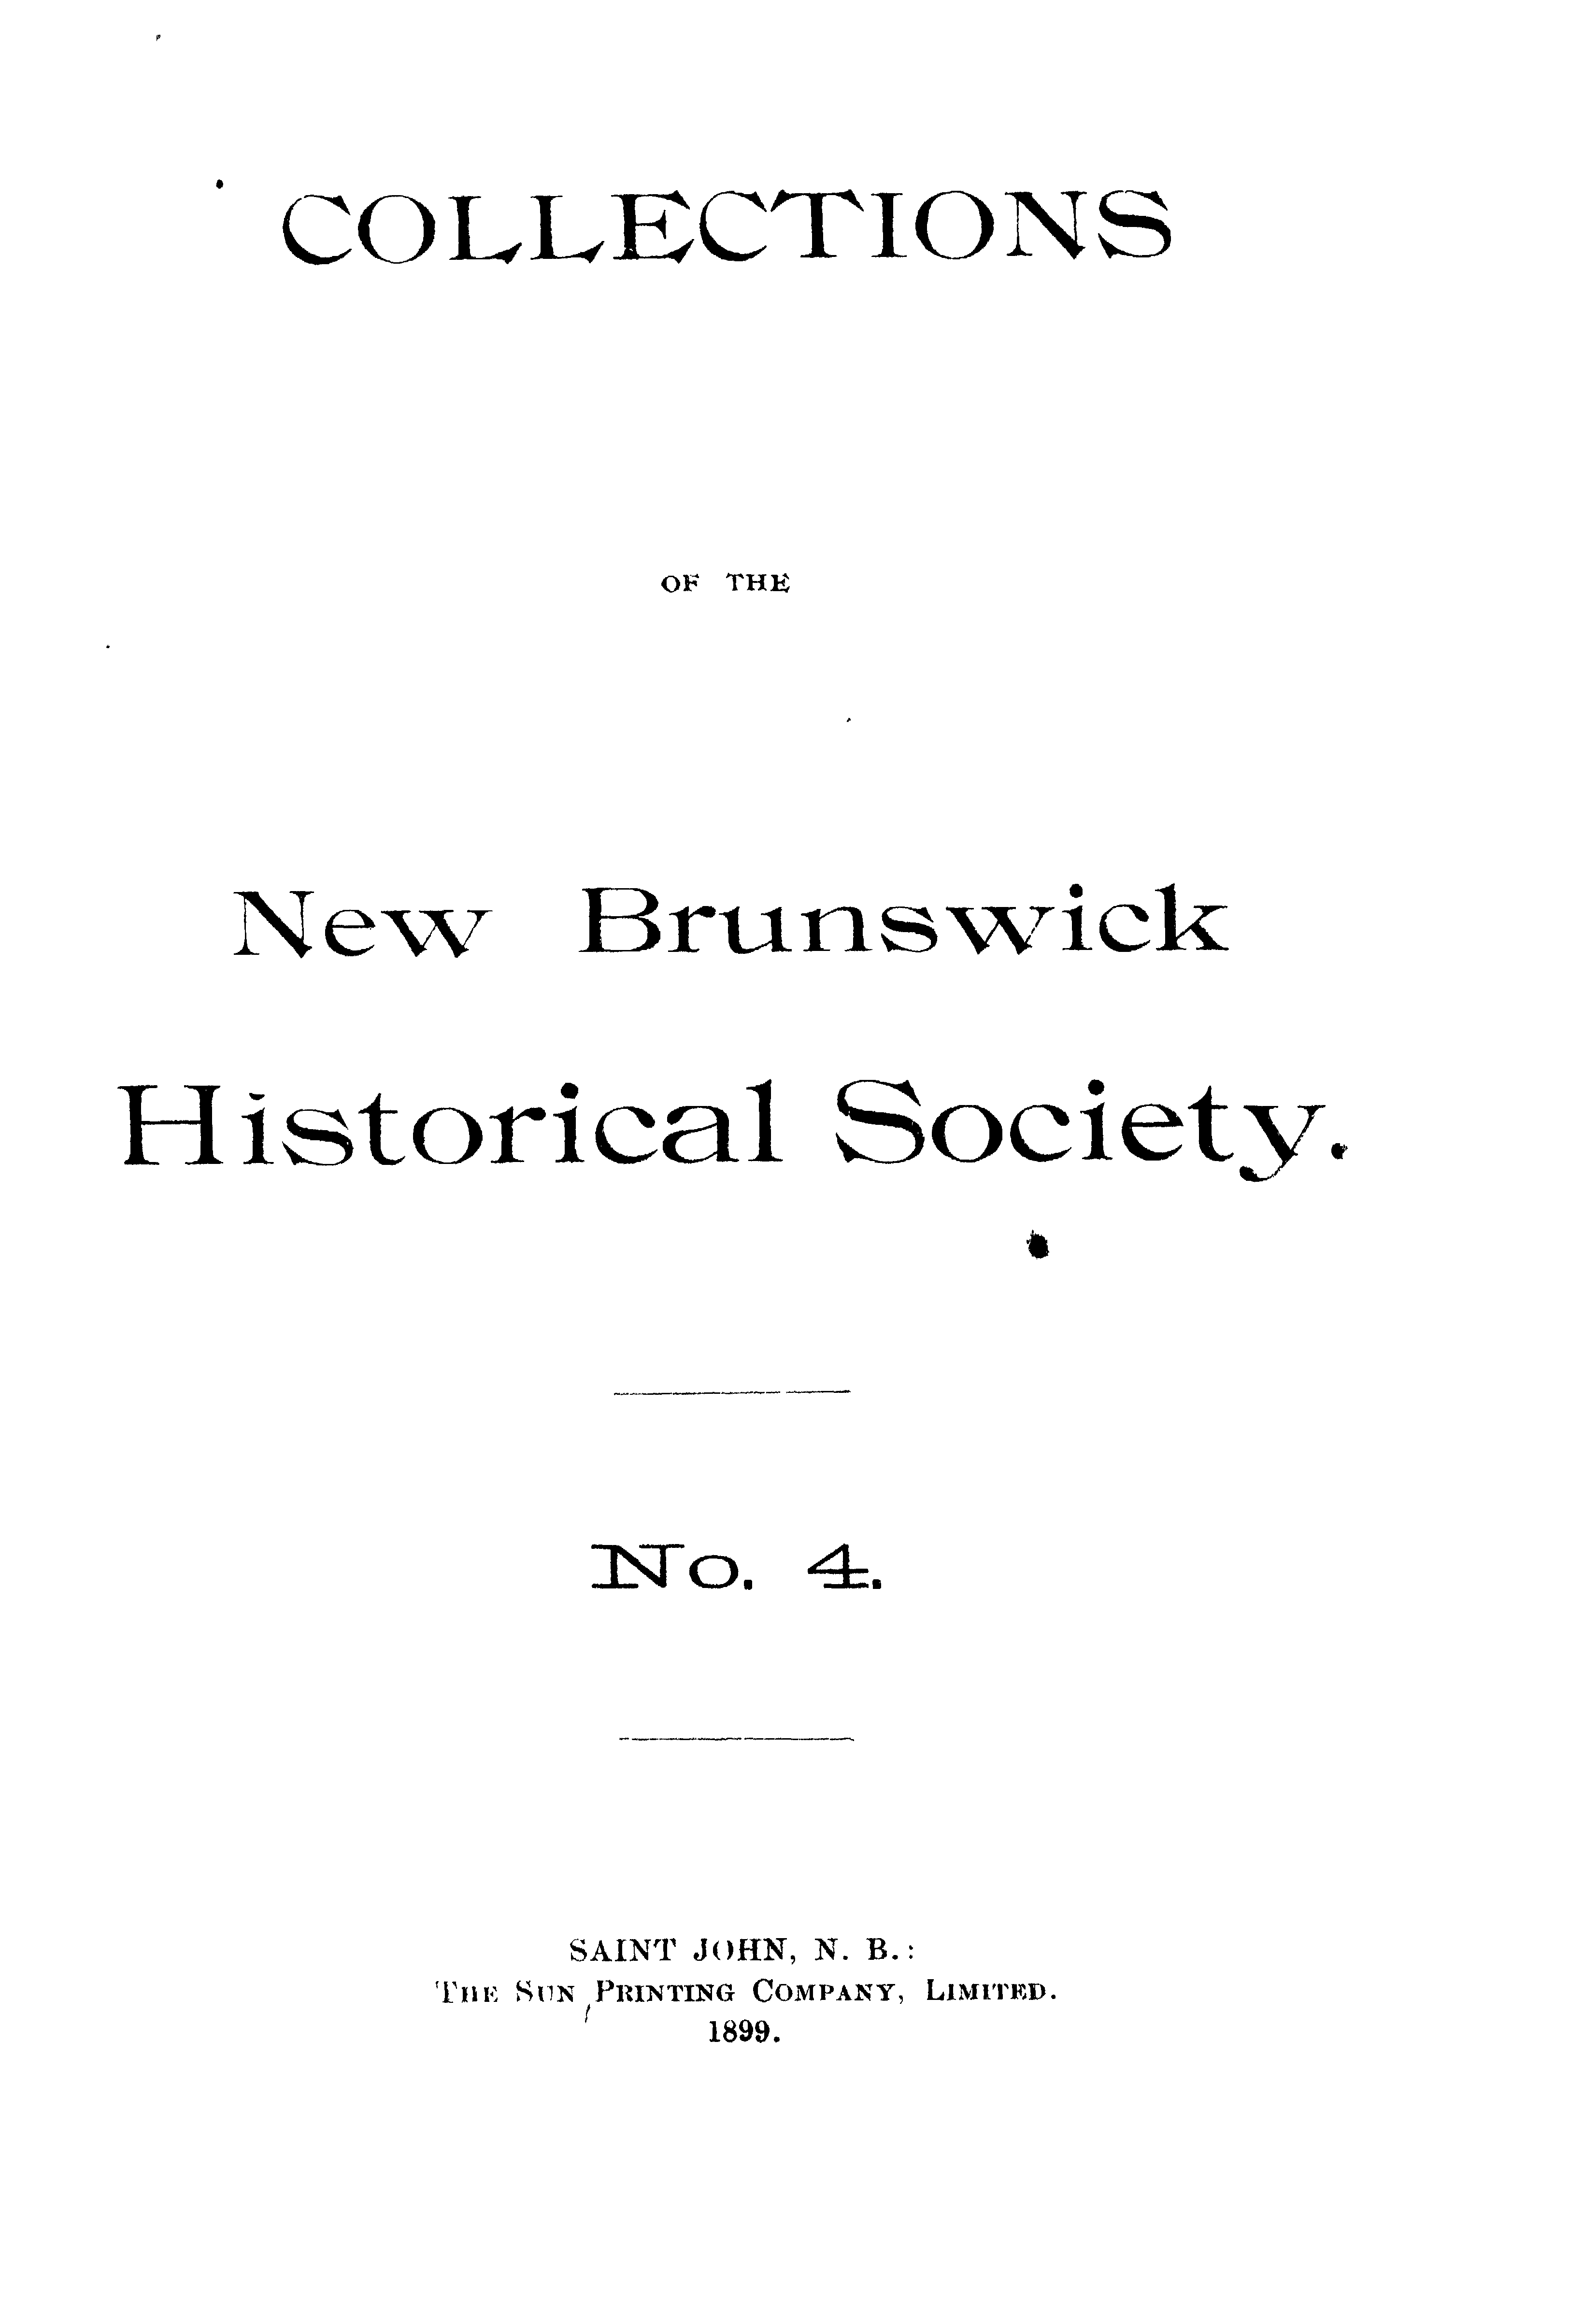 COLLECTIONS
OF THE
New Brunswick
Historical Society.
No. 4.
SAINT JOHN, N. B.:
THE SUN PRINTING COMPANY, LIMITED.
1899.